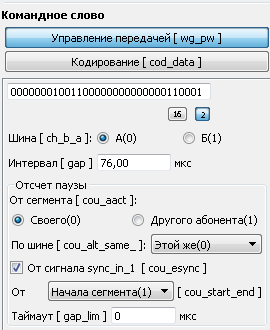 Командное слово
Управление передачей [ wg_pw ]
Кодирование [ cod_data ]
00000001001100000000000000110001
16 2
Шина [ ch_b_a ]: А(0) Б(1)
Интервал [ gap ] 76,00 мкс
Отсчет паузы
От сегмента [ cou_aact ]:
Своего(0) Другого абонента(1)
По шине [ cou_alt_same_ ]: Этой же(0)
От сигнала sync_in_1 [ cou_esync ]
От Начала сегмента(1) [ cou_start_end ]
Таймаут [ gap_lim ] 0 мкс